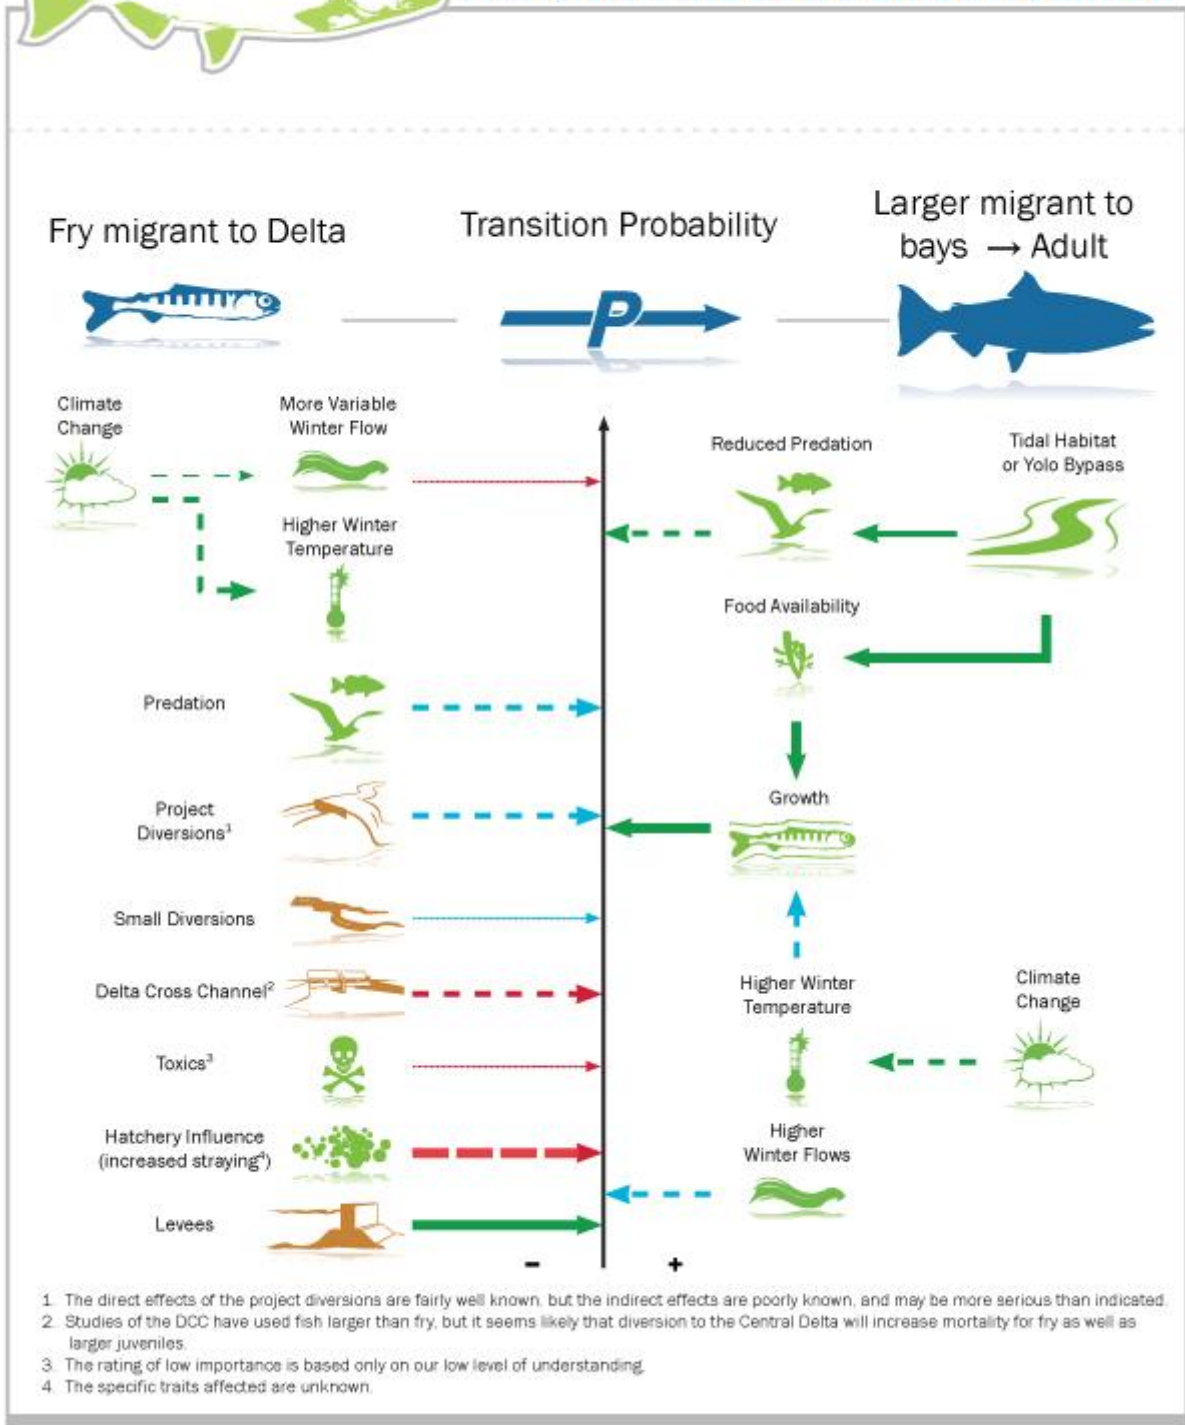 Fry migrant to Delta
Transition Probability
Larger migrant to
bays → Adult
P
Climate
Change
More Variable
Winter Flow
Higher Winter
Temperature
Reduced Predation
Tidal Habitat
or Yolo Bypass
Food Availability
Predation
Project
Diversions¹
Growth
Small Diversions
Delta Cross Channel²
Higher Winter
Temperature
Climate
Change
Toxics³
Hatchery Influence
(increased straying⁴)
Higher
Winter Flows
Levees
- +
1. The direct effects of the project diversions are fairly well known, but the indirect effects are poorly known, and may be more serious than indicated.
2. Studies of the DCC have used fish larger than fry, but it seems likely that diversion to the Central Delta will increase mortality for fry as well as
larger juveniles.
3. The rating of low importance is based only on our low level of understanding.
4. The specific traits affected are unknown.